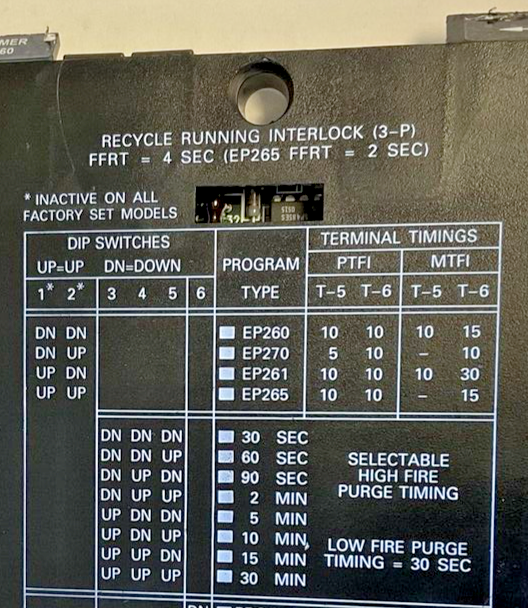 MER
60
RECYCLE RUNNING INTERLOCK (3-P)
FFRT = 4 SEC (EP265 FFRT = 2 SEC)
* INACTIVE ON ALL
FACTORY SET MODELS
DIP SWITCHES
UP=UP DN=DOWN
1* 2* 3 4 5 6
PROGRAM
TYPE
TERMINAL TIMINGS
PTFI MTFI
T-5 T-6 T-5 T-6
DN DN EP260 10 10 10 15
DN UP EP270 5 10 - 10
UP DN EP261 10 10 10 30
UP UP EP265 10 10 - 15
DN DN DN 30 SEC
DN DN UP 60 SEC
DN UP DN 90 SEC
DN UP UP 2 MIN
UP DN DN 5 MIN
UP DN UP 10 MIN
UP UP DN 15 MIN
UP UP UP 30 MIN
SELECTABLE
HIGH FIRE
PURGE TIMING
LOW FIRE PURGE
TIMING = 30 SEC
DN